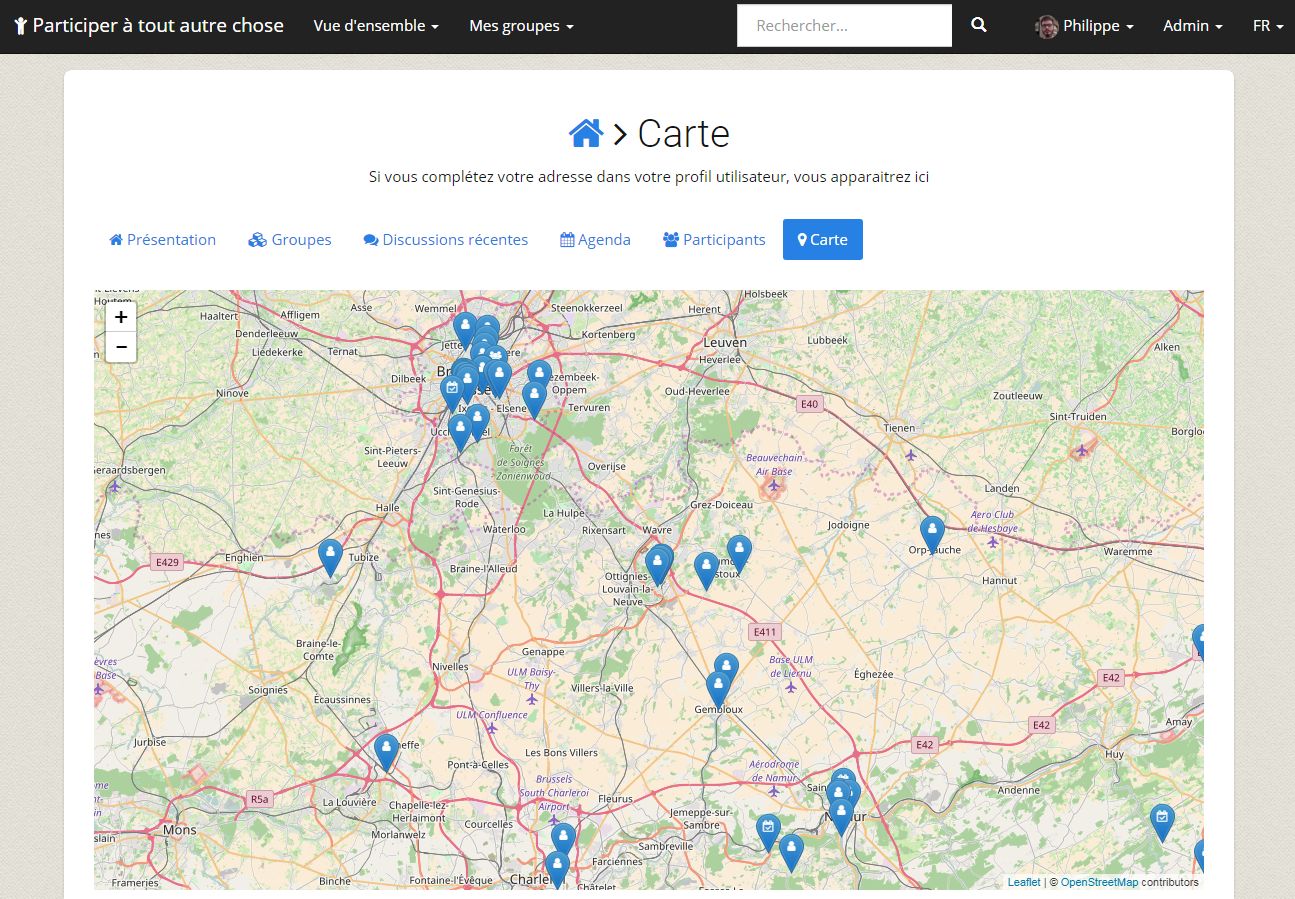 Participer à tout autre chose Vue d'ensemble Mes groupes Rechercher... Philippe Admin FR
Carte
Si vous complétez votre adresse dans votre profil utilisateur, vous apparaitrez ici
Présentation Groupes Discussions récentes Agenda Participants Carte
Houtem
Haaltert
Affligem
Asse
Wemmel
Steenokkerzeel
Herent
Holsbeek
Denderleeuw
Liedekerke
Ternat
Jette
Kortenberg
Leuven
Heverlee
Lubbeek
Alken
Ninove
Dilbeek
Oppem
Oud-Heverlee
E40
Zoutleeuw
Sint-Truiden
Tervuren
Elsene
Tienen
Sint-Pieters-
Leeuw
Forêt
de Soignes
- Zoniënwoud
Overijse
Beauvechain
Air Base
Geraardsbergen
Sint-Genesius-
Rode
Halle
La Hulpe
Grez-Doiceau
Landen
Waterloo
Rixensart
Wavre
Jodoigne
Aero Club
de Hesbaye
Enghien
E429
Tubize
Braine-l'Alleud
Ottignies-
Louvain-la-
Neuve
Waremme
Hannut
E411
Braine-le-
Comte
Genappe
Nivelles
ULM Baisy-
Thy
Base ULM
de Liernu
Éghezée
E42
Soignies
Écaussinnes
Villers-la-Ville
Gembloux
ULM Confluence
E42
Amay
Jurbise
E42
Huy
Les Bons Villers
Pont-à-Celles
Aérodrome
de Namur
Brussels
South Charleroi
Airport
Andenne
R5a
La Louvière
Chapelle-lez-
Herlaimont
Fleurus
Jemeppe-sur-
Sambre
Mons
Morlanwelz
Courcelles
Sambreville
Farciennes
Frameries
Binche
Fontaine-l'Évêque
Châtelet
Leaflet | © OpenStreetMap contributors